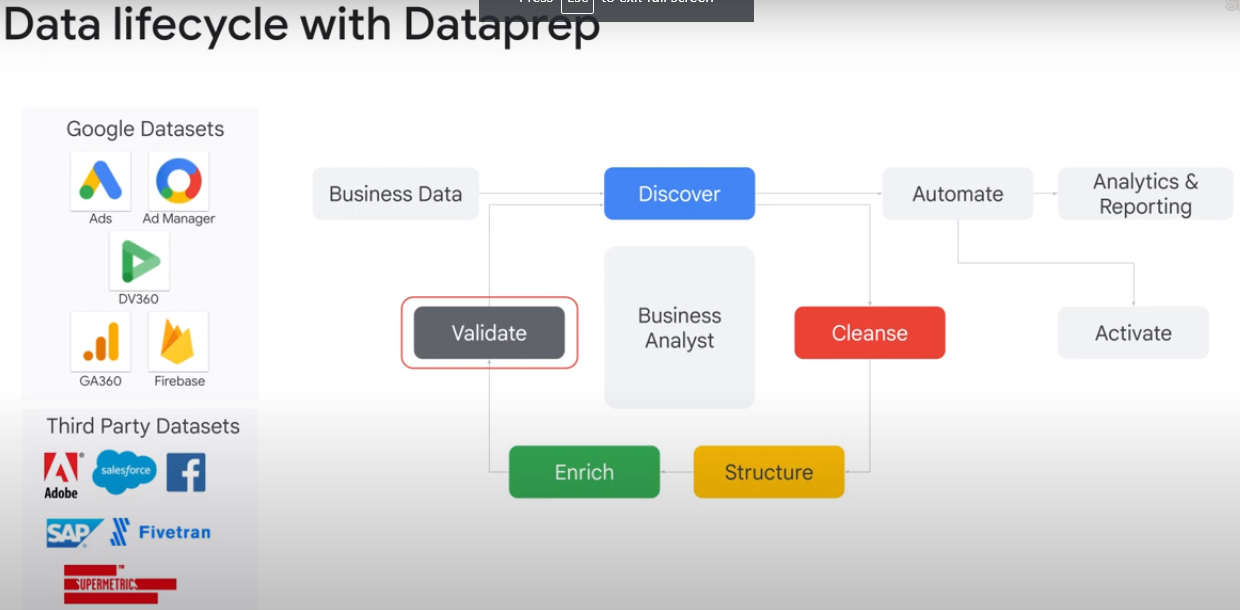 Press Esc to exit full screen
Data lifecycle with Dataprep
Google Datasets
Ads
Ad Manager
DV360
GA360
Firebase
Third Party Datasets
Adobe
salesforce
SAP
Fivetran
SUPERMETRICS
Business Data
Discover
Automate
Analytics &
Reporting
Validate
Business
Analyst
Cleanse
Activate
Enrich
Structure